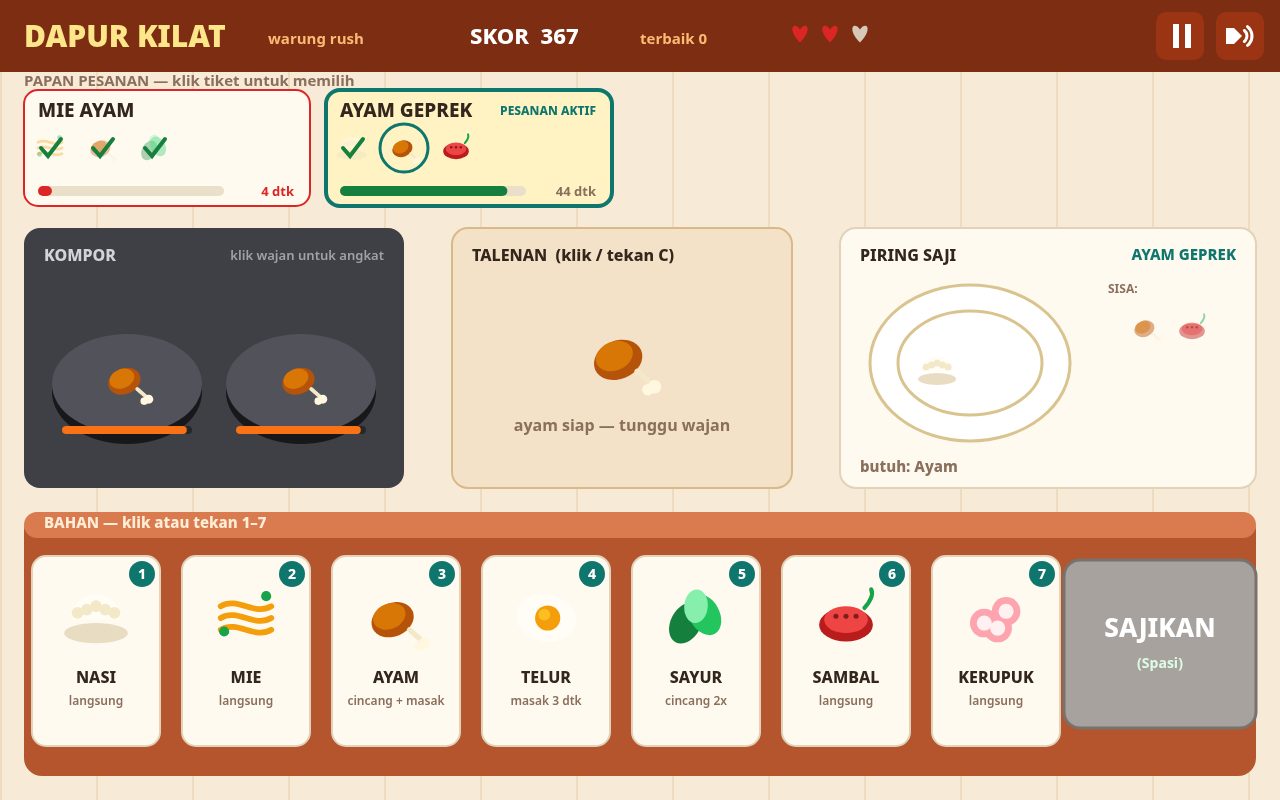 DAPUR KILAT
warung rush
SKOR 367
terbaik 0
PAPAN PESANAN — klik tiket untuk memilih
MIE AYAM
4 dtk
AYAM GEPREK
PESANAN AKTIF
44 dtk
KOMPOR
klik wajan untuk angkat
TALENAN (klik / tekan C)
ayam siap — tunggu wajan
PIRING SAJI
AYAM GEPREK
SISA:
butuh: Ayam
BAHAN — klik atau tekan 1–7
1
NASI
langsung
2
MIE
langsung
3
AYAM
cincang + masak
4
TELUR
masak 3 dtk
5
SAYUR
cincang 2x
6
SAMBAL
langsung
7
KERUPUK
langsung
SAJIKAN
(Spasi)